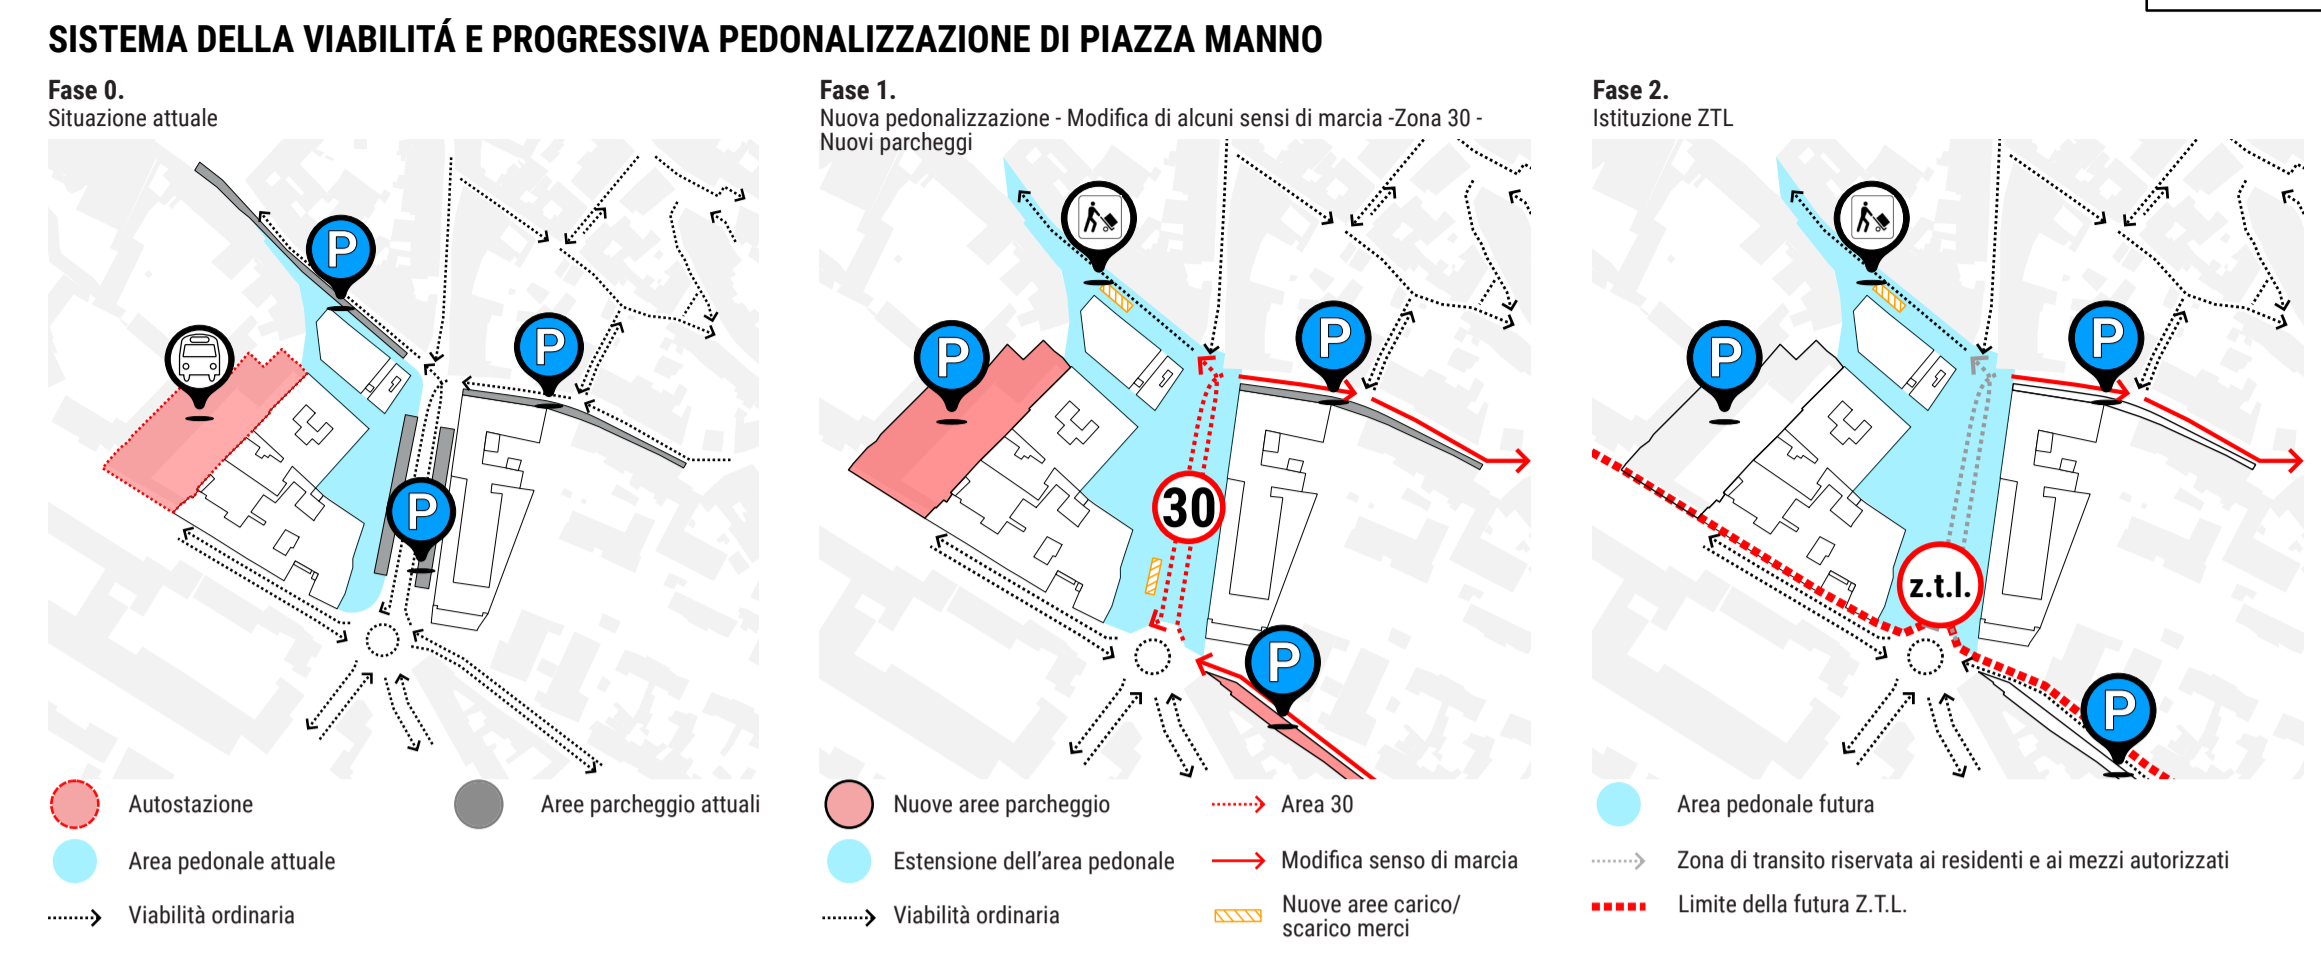 SISTEMA DELLA VIABILITÁ E PROGRESSIVA PEDONALIZZAZIONE DI PIAZZA MANNO
Fase 0.
Situazione attuale
P
P
P
Autostazione
Aree parcheggio attuali
Area pedonale attuale
Viabilità ordinaria
Fase 1.
Nuova pedonalizzazione - Modifica di alcuni sensi di marcia -Zona 30 -
Nuovi parcheggi
P
P
30
P
Nuove aree parcheggio
Area 30
Estensione dell'area pedonale
Modifica senso di marcia
Viabilità ordinaria
Nuove aree carico/
scarico merci
Fase 2.
Istituzione ZTL
P
P
z.t.l.
P
Area pedonale futura
Zona di transito riservata ai residenti e ai mezzi autorizzati
Limite della futura Z.T.L.